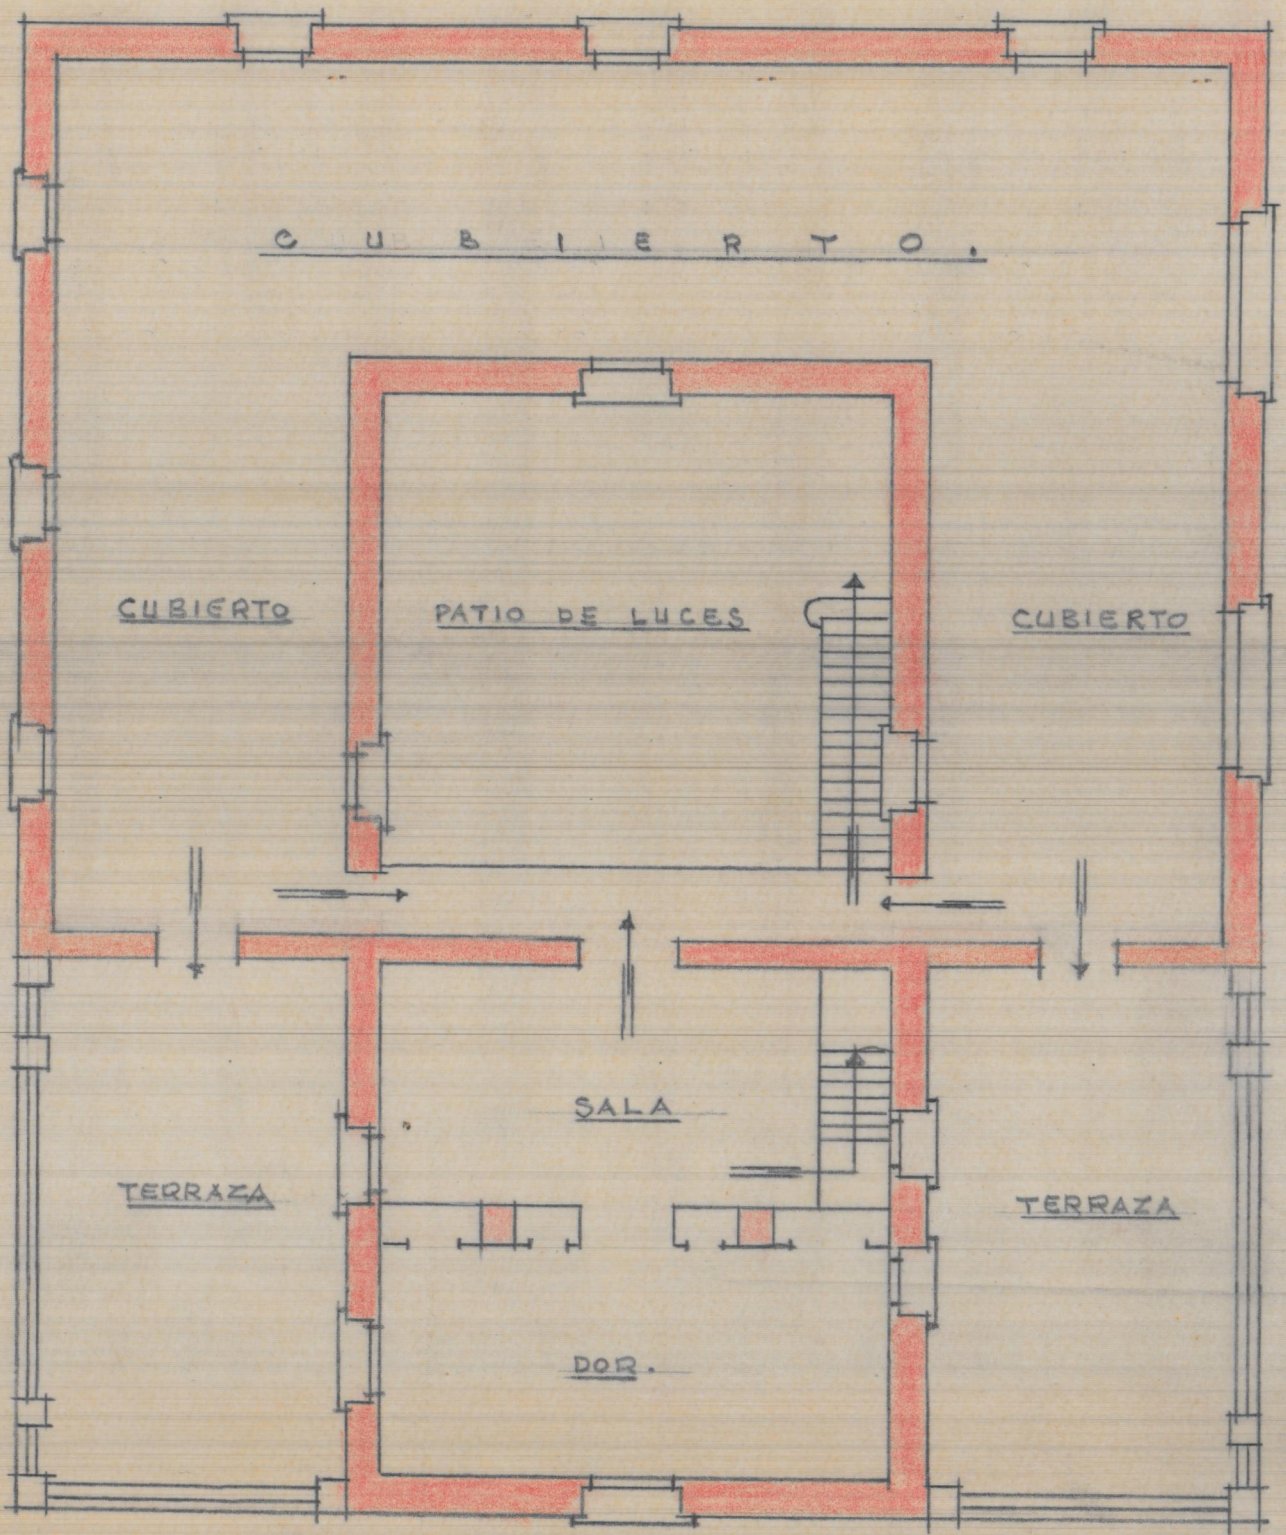 CUBIERTO.
CUBIERTO
PATIO DE LUCES
CUBIERTO
SALA
TERRAZA
TERRAZA
DOR.